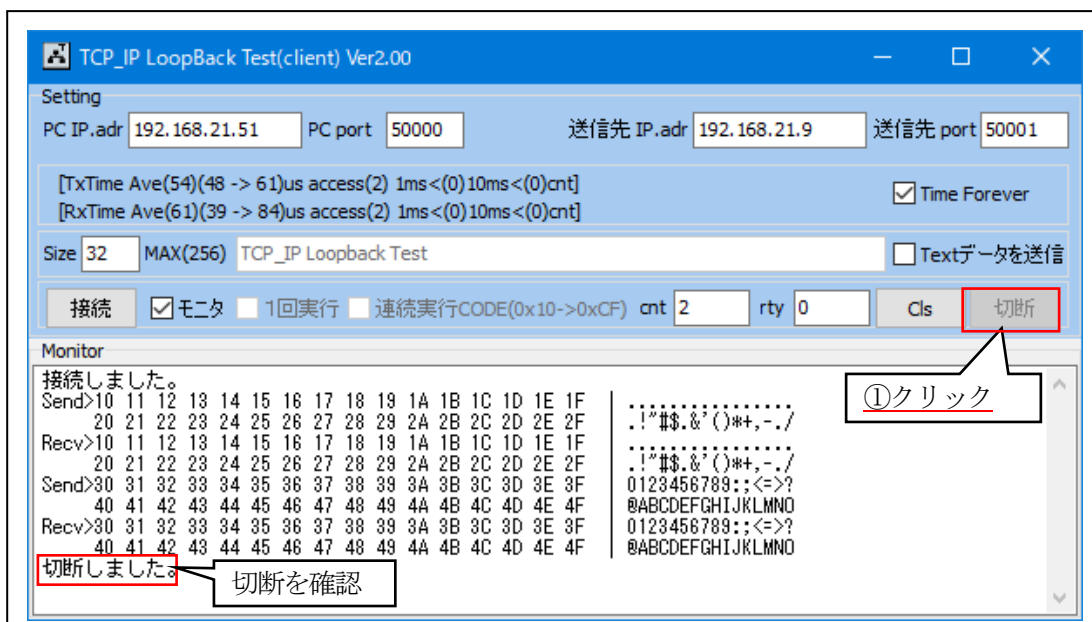 TCP_IP LoopBack Test(client) Ver2.00
Setting
PC IP.adr 192.168.21.51 PC port 50000 送信先 IP.adr 192.168.21.9 送信先 port 50001
[TxTime Ave(54)(48 -> 61)us access(2) 1ms<(0)10ms<(0)cnt]
[RxTime Ave(61)(39 -> 84)us access(2) 1ms<(0)10ms<(0)cnt]
Time Forever
Size 32 MAX(256) TCP_IP Loopback Test Textデータを送信
接続 モニタ 1回実行 連続実行CODE(0x10->0xCF) cnt 2 rty 0 Cls 切断
Monitor
①クリック
接続しました。
Send>10 11 12 13 14 15 16 17 18 19 1A 1B 1C 1D 1E 1F | ................
20 21 22 23 24 25 26 27 28 29 2A 2B 2C 2D 2E 2F | .!"#$.&'()*+,-./
Recv>10 11 12 13 14 15 16 17 18 19 1A 1B 1C 1D 1E 1F | ................
20 21 22 23 24 25 26 27 28 29 2A 2B 2C 2D 2E 2F | .!"#$.&'()*+,-./
Send>30 31 32 33 34 35 36 37 38 39 3A 3B 3C 3D 3E 3F | 0123456789:;<=>?
40 41 42 43 44 45 46 47 48 49 4A 4B 4C 4D 4E 4F | @ABCDEFGHIJKLMNO
Recv>30 31 32 33 34 35 36 37 38 39 3A 3B 3C 3D 3E 3F | 0123456789:;<=>?
40 41 42 43 44 45 46 47 48 49 4A 4B 4C 4D 4E 4F | @ABCDEFGHIJKLMNO
切断しました。
切断を確認